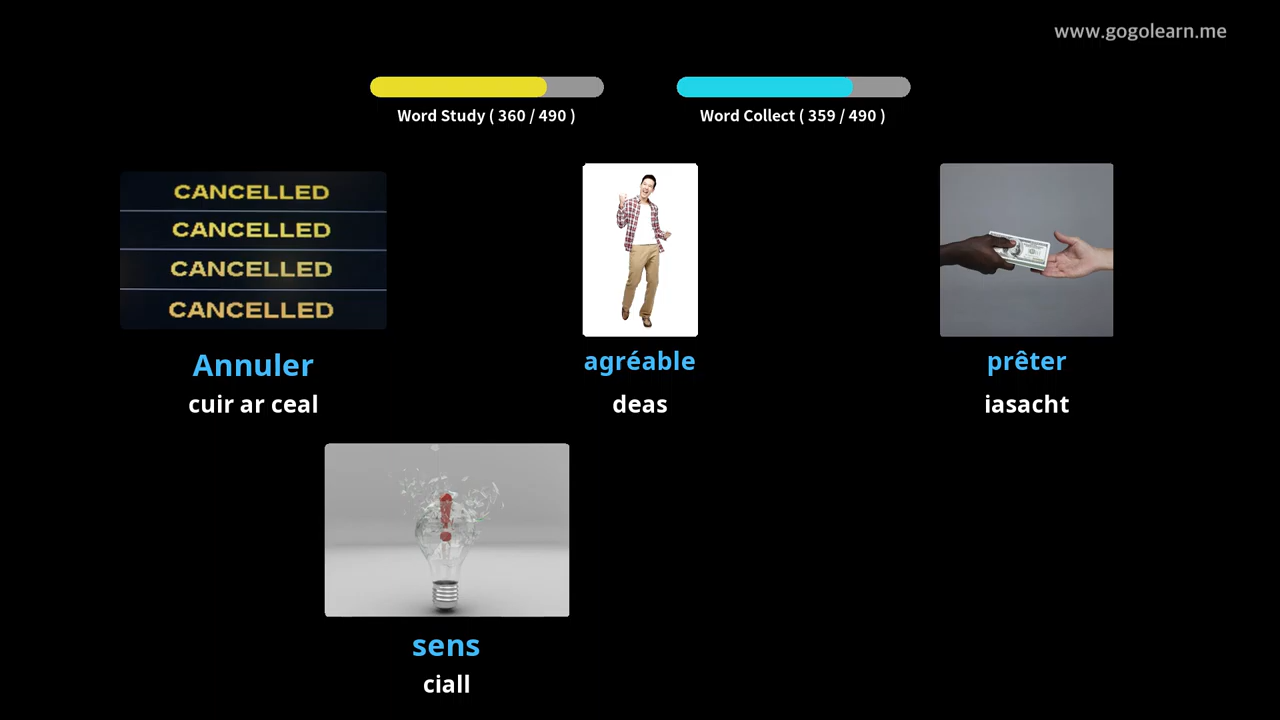 www.gogolearn.me
Word Study ( 360 / 490 )
Word Collect ( 359 / 490 )
CANCELLED
CANCELLED
CANCELLED
CANCELLED
Annuler
cuir ar ceal
agréable
deas
prêter
iasacht
sens
ciall